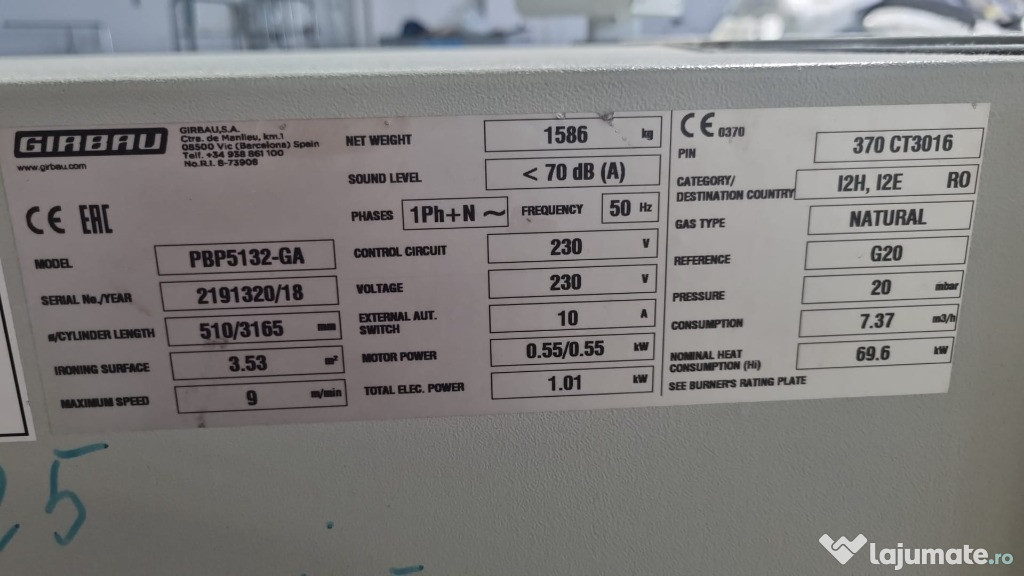 GIRBAU
www.girbau.com
GIRBAU,S.A.
Ctra. de Manlleu, km.1
08500 Vic (Barcelona) Spain
Telf. +34 938 861 100
No.R.I. B-73908
CE EAC
MODEL PBP5132-GA
SERIAL No./YEAR 2191320/18
ø/CYLINDER LENGTH 510/3165 mm
IRONING SURFACE 3.53 m²
MAXIMUM SPEED 9 m/min
NET WEIGHT 1586 kg
SOUND LEVEL < 70 dB (A)
PHASES 1Ph+N ~ FREQUENCY 50 Hz
CONTROL CIRCUIT 230 V
VOLTAGE 230 V
EXTERNAL AUT.
SWITCH 10 A
MOTOR POWER 0.55/0.55 kW
TOTAL ELEC. POWER 1.01 kW
CE 0370
PIN 370 CT3016
CATEGORY/
DESTINATION COUNTRY I2H, I2E RO
GAS TYPE NATURAL
REFERENCE G20
PRESSURE 20 mbar
CONSUMPTION 7.37 m3/h
NOMINAL HEAT
CONSUMPTION (Hi) 69.6 kW
SEE BURNER'S RATING PLATE
25
lajumate.ro